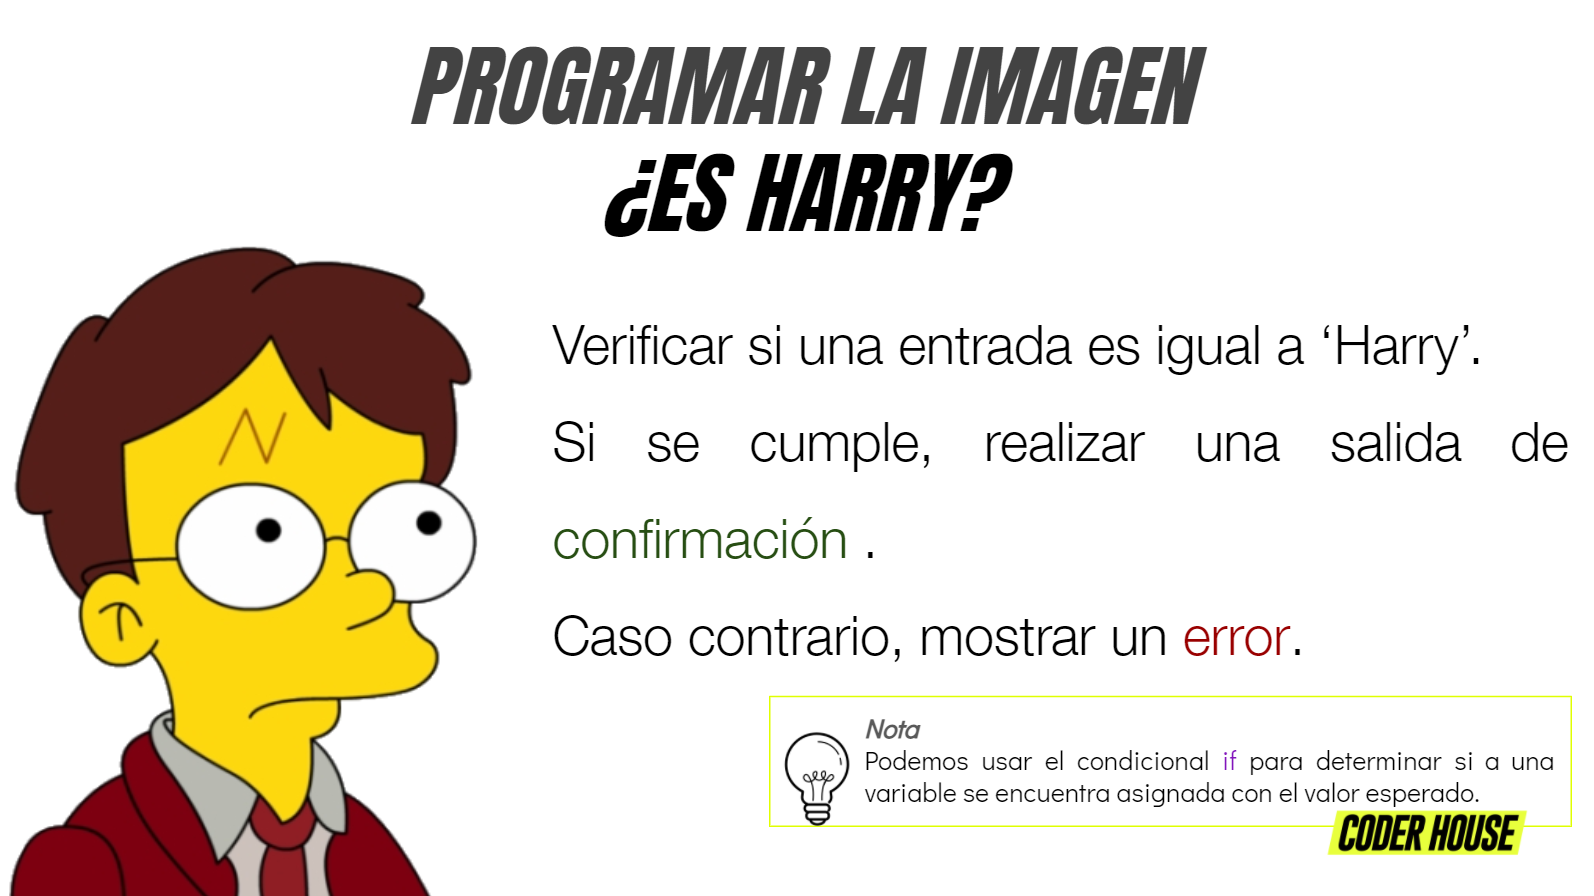 PROGRAMAR LA IMAGEN
¿ES HARRY?
Verificar si una entrada es igual a ‘Harry’.
Si se cumple, realizar una salida de
confirmación .
Caso contrario, mostrar un error.
Nota
Podemos usar el condicional if para determinar si a una
variable se encuentra asignada con el valor esperado.
CODER HOUSE